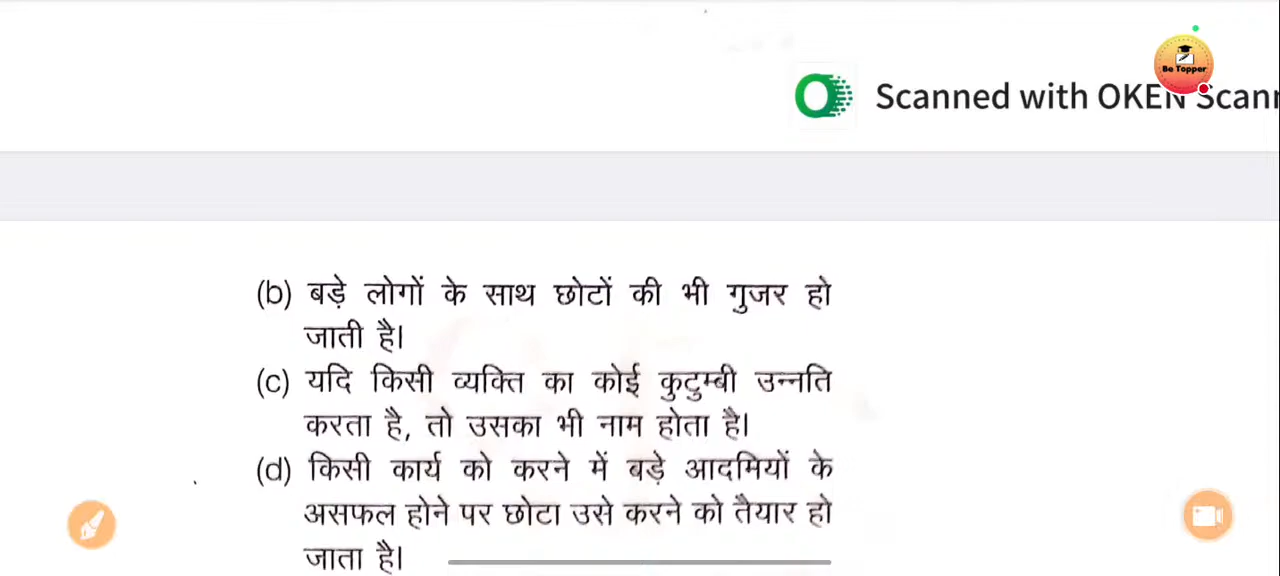 Be Topper
Scanned with OKEN Scann
(b) बड़े लोगों के साथ छोटों की भी गुजर हो
जाती है।
(c) यदि किसी व्यक्ति का कोई कुटुम्बी उन्नति
करता है, तो उसका भी नाम होता है।
(d) किसी कार्य को करने में बड़े आदमियों के
असफल होने पर छोटा उसे करने को तैयार हो
जाता है।